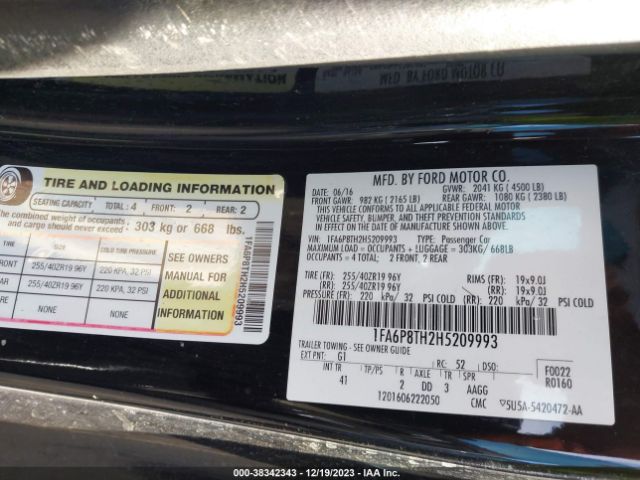 TIRE AND LOADING INFORMATION
SEATING CAPACITY TOTAL : 4 FRONT: 2 REAR: 2
The combined weight of occupants and cargo should never exceed : 303 kg or 668 lbs.
TIRE SIZE COLD TIRE PRESSURE
FRONT 255/40ZR19 96Y 220 KPA, 32 PSI
255/40ZR19 96Y 220 KPA, 32 PSI
NONE NONE
SEE OWNERS
MANUAL FOR
ADDITIONAL
INFORMATION
1FA6P8TH2H5209993
MFD. BY FORD MOTOR CO.
DATE: 06/16 GVWR: 2041 KG ( 4500 LB)
FRONT GAWR: 982 KG ( 2165 LB) REAR GAWR: 1080 KG ( 2380 LB)
THIS VEHICLE CONFORMS TO ALL APPLICABLE FEDERAL MOTOR
VEHICLE SAFETY, BUMPER, AND THEFT PREVENTION STANDARDS
IN EFFECT ON THE DATE OF MANUFACTURE SHOWN ABOVE.
VIN: 1FA6P8TH2H5209993 TYPE: Passenger Car
MAXIMUM LOAD = OCCUPANTS + LUGGAGE = 303KG/ 668LB
OCCUPANTS = 4 TOTAL: 2 FRONT, 2 REAR
TIRE (FR): 255/40ZR19 96Y RIMS (FR): 19x9.0J
(RR): 255/40ZR19 96Y (RR): 19x9.0J
PRESSURE (FR): 220 kPa/ 32 PSI COLD (RR): 220 kPa/ 32 PSI COLD
1FA6P8TH2H5209993
TRAILER TOWING - SEE OWNER GUIDE
EXT PNT: G1 RC: 52 DSO: F0022
R0160
INT TR TP/PS R AXLE TR SPR
41 2 DD 3 AAGG
1201606222050 CMC 5U5A-5420472-AA
000-38342343 - 12/19/2023 - IAA Inc.